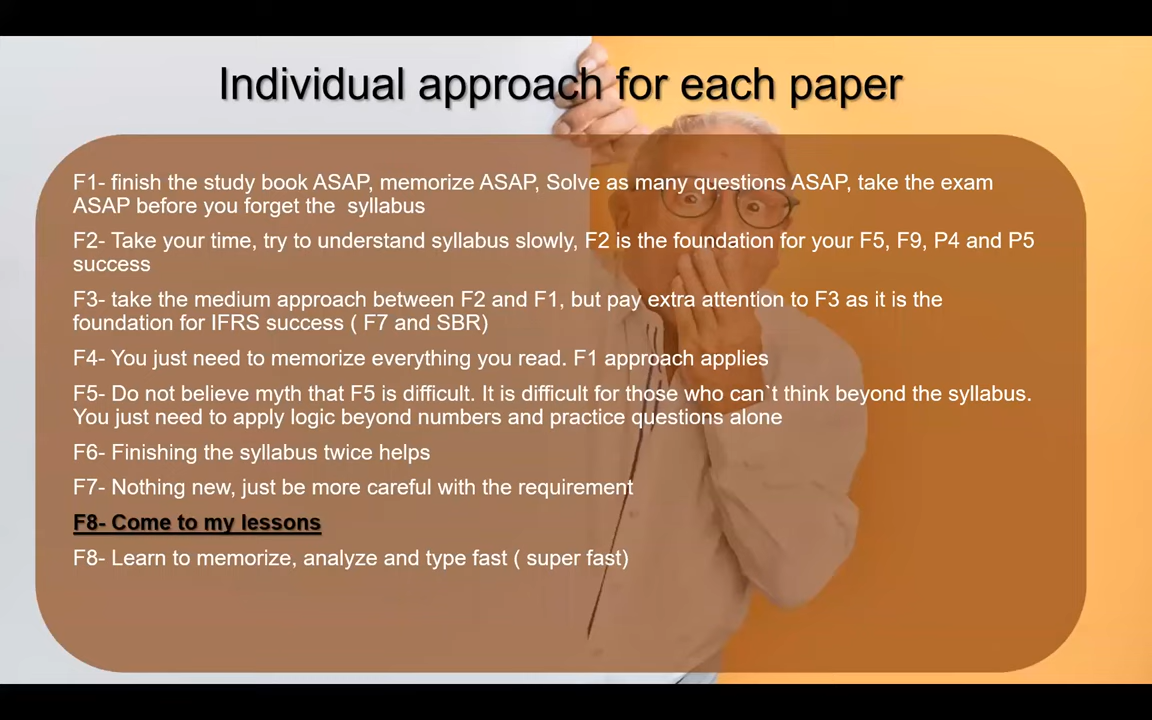 Individual approach for each paper
F1- finish the study book ASAP, memorize ASAP, Solve as many questions ASAP, take the exam
ASAP before you forget the  syllabus
F2- Take your time, try to understand syllabus slowly, F2 is the foundation for your F5, F9, P4 and P5
success
F3- take the medium approach between F2 and F1, but pay extra attention to F3 as it is the
foundation for IFRS success ( F7 and SBR)
F4- You just need to memorize everything you read. F1 approach applies
F5- Do not believe myth that F5 is difficult. It is difficult for those who can`t think beyond the syllabus.
You just need to apply logic beyond numbers and practice questions alone
F6- Finishing the syllabus twice helps
F7- Nothing new, just be more careful with the requirement
F8- Come to my lessons
F8- Learn to memorize, analyze and type fast ( super fast)